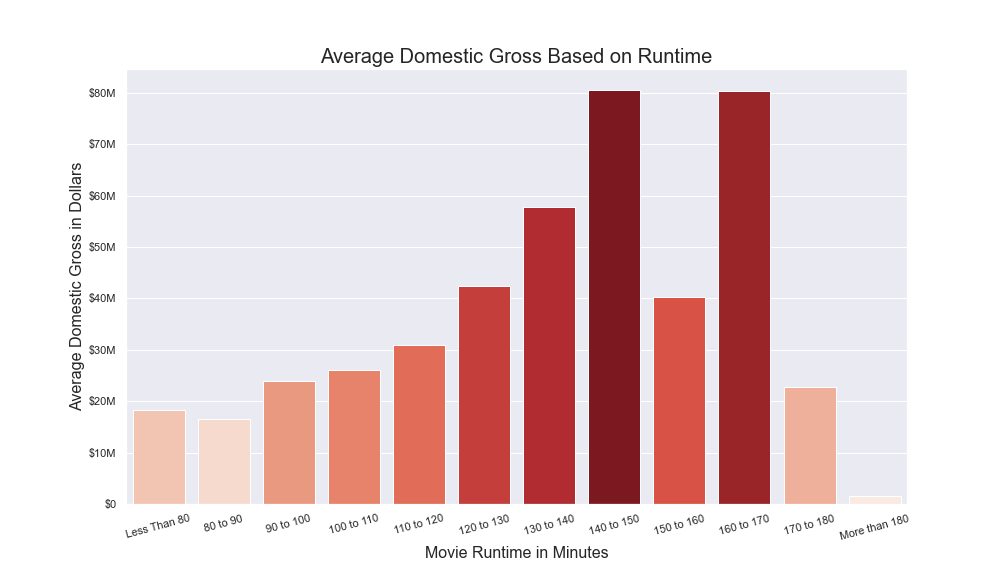 Average Domestic Gross Based on Runtime
Average Domestic Gross in Dollars
$80M
$70M
$60M
$50M
$40M
$30M
$20M
$10M
$0
Less Than 80
80 to 90
90 to 100
100 to 110
110 to 120
120 to 130
130 to 140
140 to 150
150 to 160
160 to 170
170 to 180
More than 180
Movie Runtime in Minutes